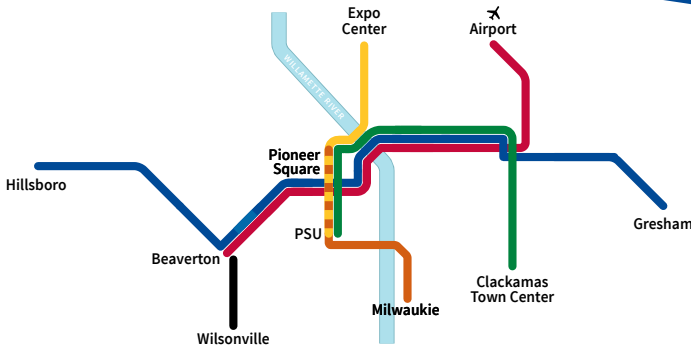 Expo
Center
Airport
WILLAMETTE RIVER
Pioneer
Square
Hillsboro
Gresham
PSU
Beaverton
Clackamas
Town Center
Milwaukie
Wilsonville